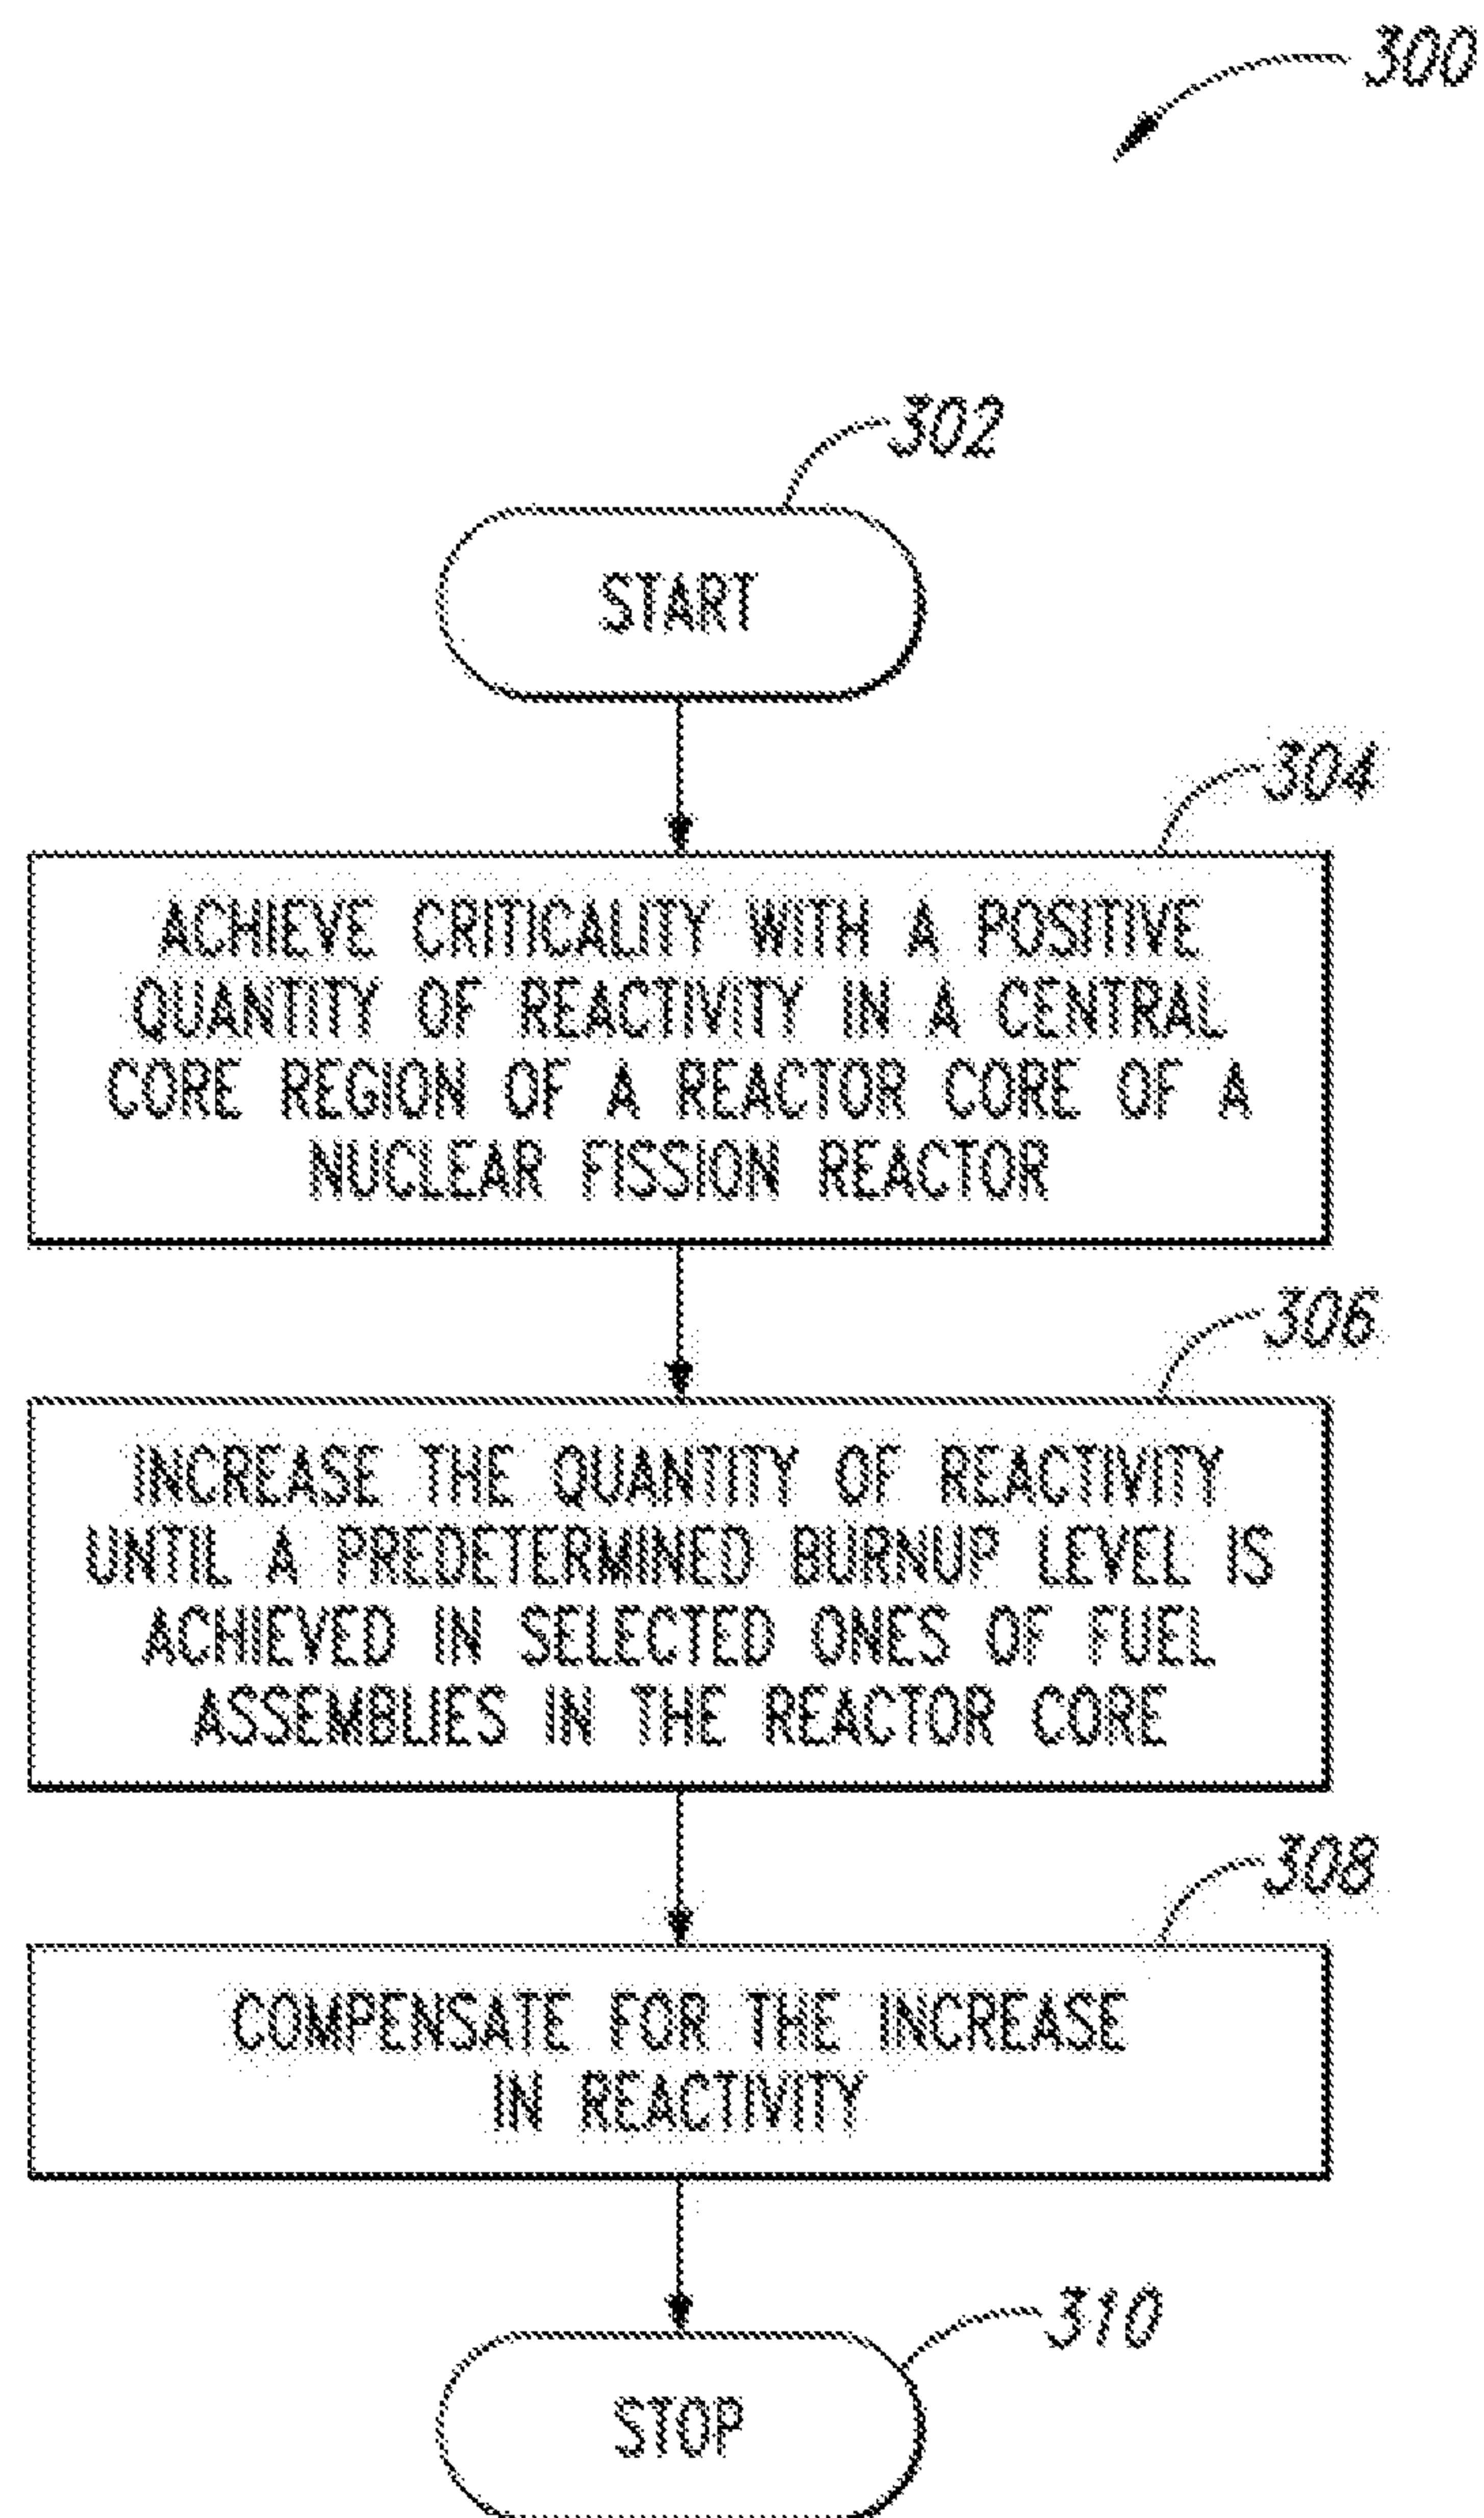 300
302
START
304
ACHIEVE CRITICALITY WITH A POSITIVE
QUANTITY OF REACTIVITY IN A CENTRAL
CORE REGION OF A REACTOR CORE OF A
NUCLEAR FISSION REACTOR
306
INCREASE THE QUANTITY OF REACTIVITY
UNTIL A PREDETERMINED BURNUP LEVEL IS
ACHIEVED IN SELECTED ONES OF FUEL
ASSEMBLIES IN THE REACTOR CORE
308
COMPENSATE FOR THE INCREASE
IN REACTIVITY
310
STOP